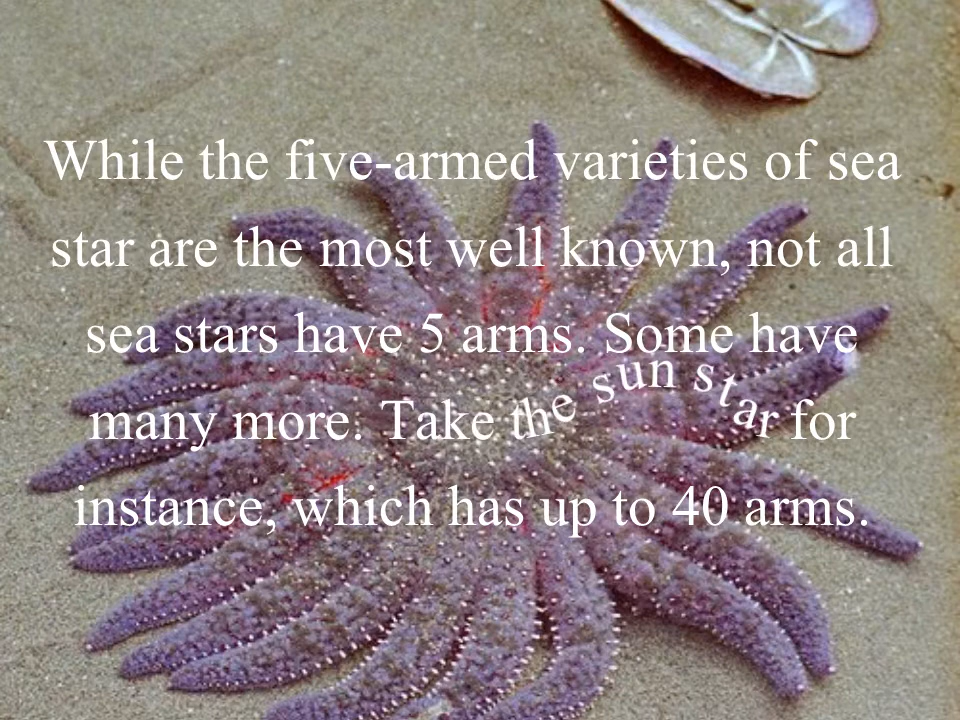 While the five-armed varieties of sea
star are the most well known, not all
sea stars have 5 arms. Some have
many more. Take the sun star for
instance, which has up to 40 arms.